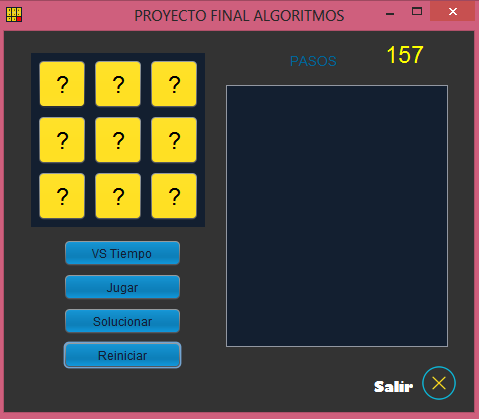 PROYECTO FINAL ALGORITMOS
PASOS 157
? ? ?
? ? ?
? ? ?
VS Tiempo
Jugar
Solucionar
Reiniciar
Salir